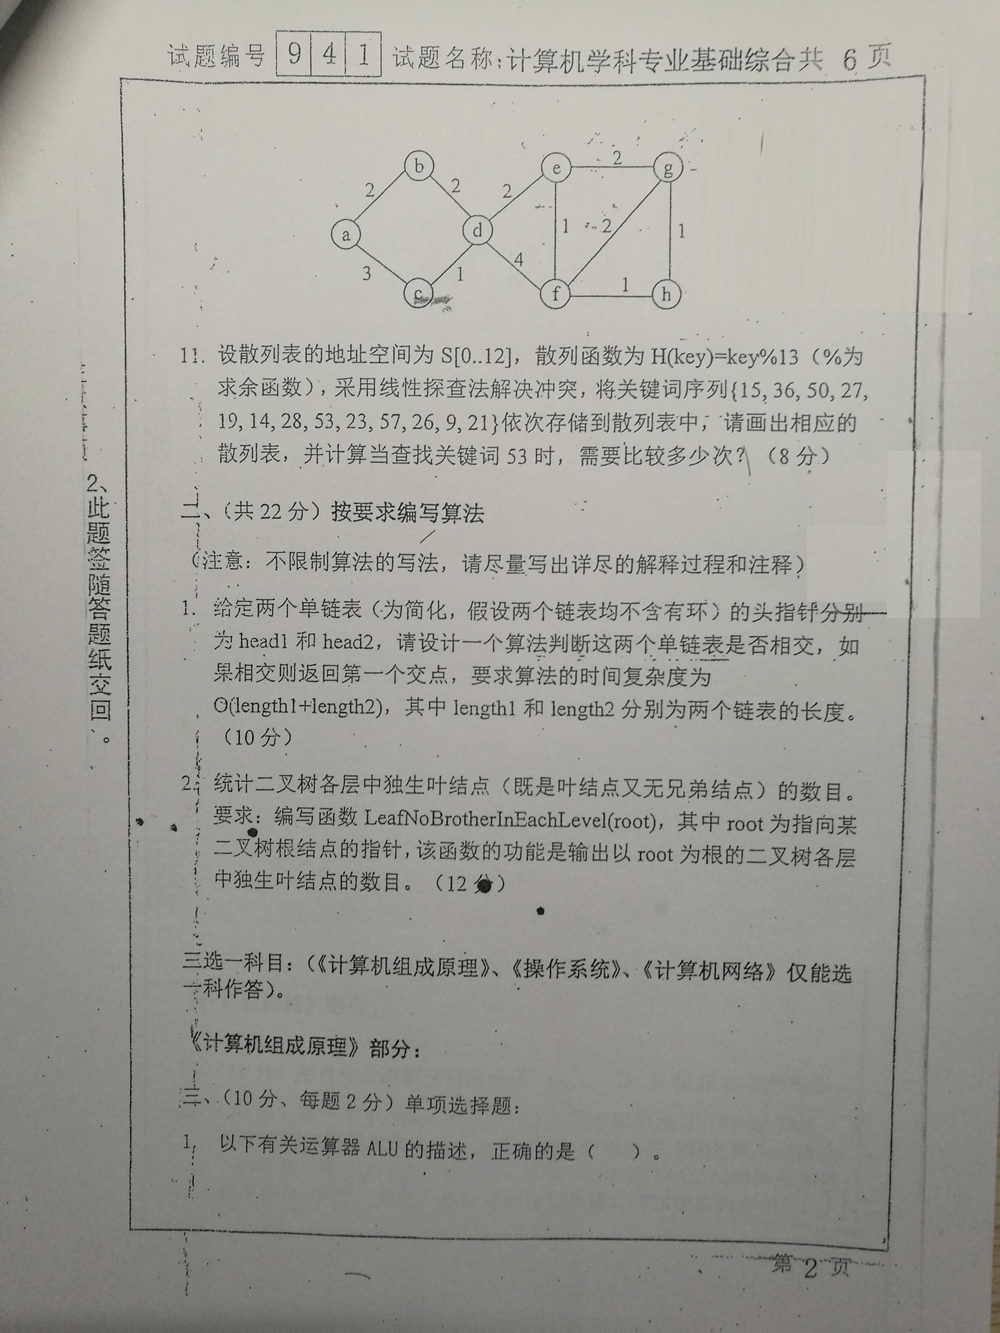 试题编号 9 4 1 试题名称:计算机学科专业基础综合共 6 页
b e 2 g
2 2 2
a d 1 2 1
3 1 4
c f 1 h
11. 设散列表的地址空间为 S[0..12]，散列函数为 H(key)=key%13（%为
求余函数），采用线性探查法解决冲突，将关键词序列{15, 36, 50, 27,
19, 14, 28, 53, 23, 57, 26, 9, 21}依次存储到散列表中，请画出相应的
散列表，并计算当查找关键词 53 时，需要比较多少次？（8 分）
二、（共 22 分）按要求编写算法
（注意：不限制算法的写法，请尽量写出详尽的解释过程和注释）
1. 给定两个单链表（为简化，假设两个链表均不含有环）的头指针分别
为 head1 和 head2，请设计一个算法判断这两个单链表是否相交，如
果相交则返回第一个交点，要求算法的时间复杂度为
O(length1+length2)，其中 length1 和 length2 分别为两个链表的长度。
（10 分）
2. 统计二叉树各层中独生叶结点（既是叶结点又无兄弟结点）的数目。
要求：编写函数 LeafNoBrotherInEachLevel(root)，其中 root 为指向某
二叉树根结点的指针，该函数的功能是输出以 root 为根的二叉树各层
中独生叶结点的数目。（12 分）
三选一科目：（《计算机组成原理》、《操作系统》、《计算机网络》仅能选
一科作答）。
《计算机组成原理》部分：
三、（10 分、每题 2 分）单项选择题：
1. 以下有关运算器 ALU 的描述，正确的是（ ）。
第 2 页
2、此题签随答题纸交回。